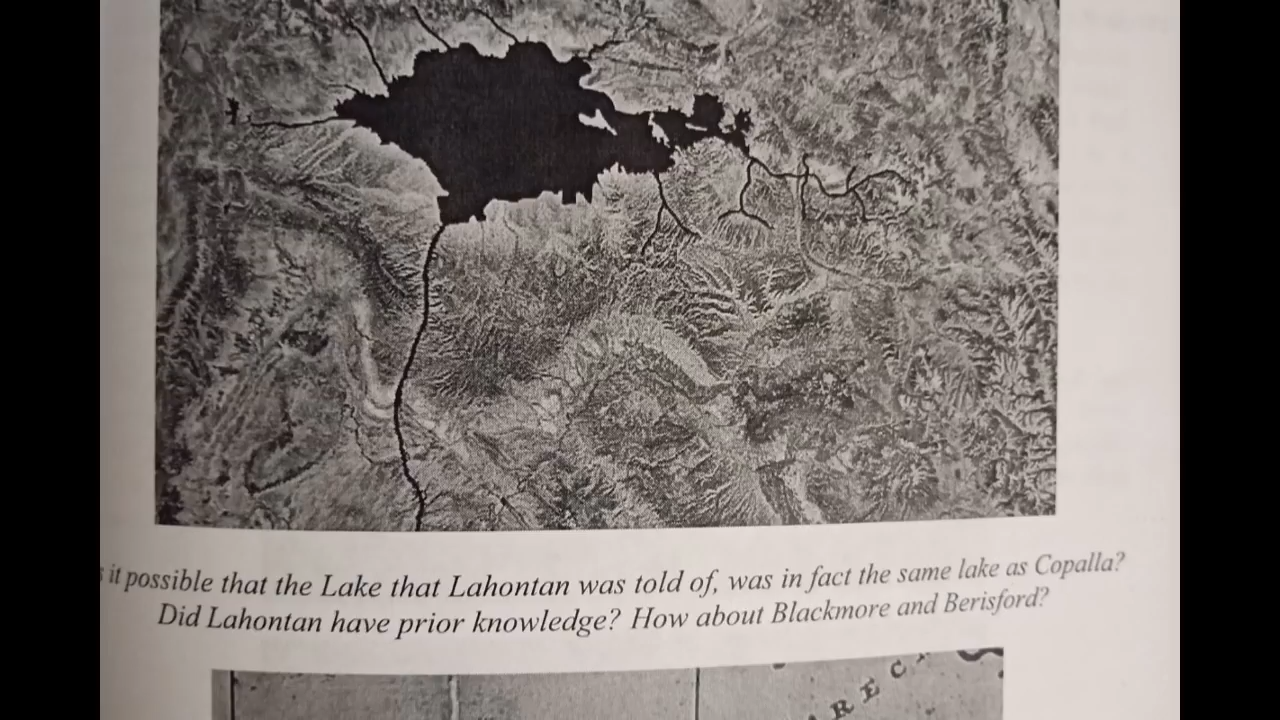 it possible that the Lake that Lahontan was told of, was in fact the same lake as Copalla?
Did Lahontan have prior knowledge? How about Blackmore and Berisford?
R E C